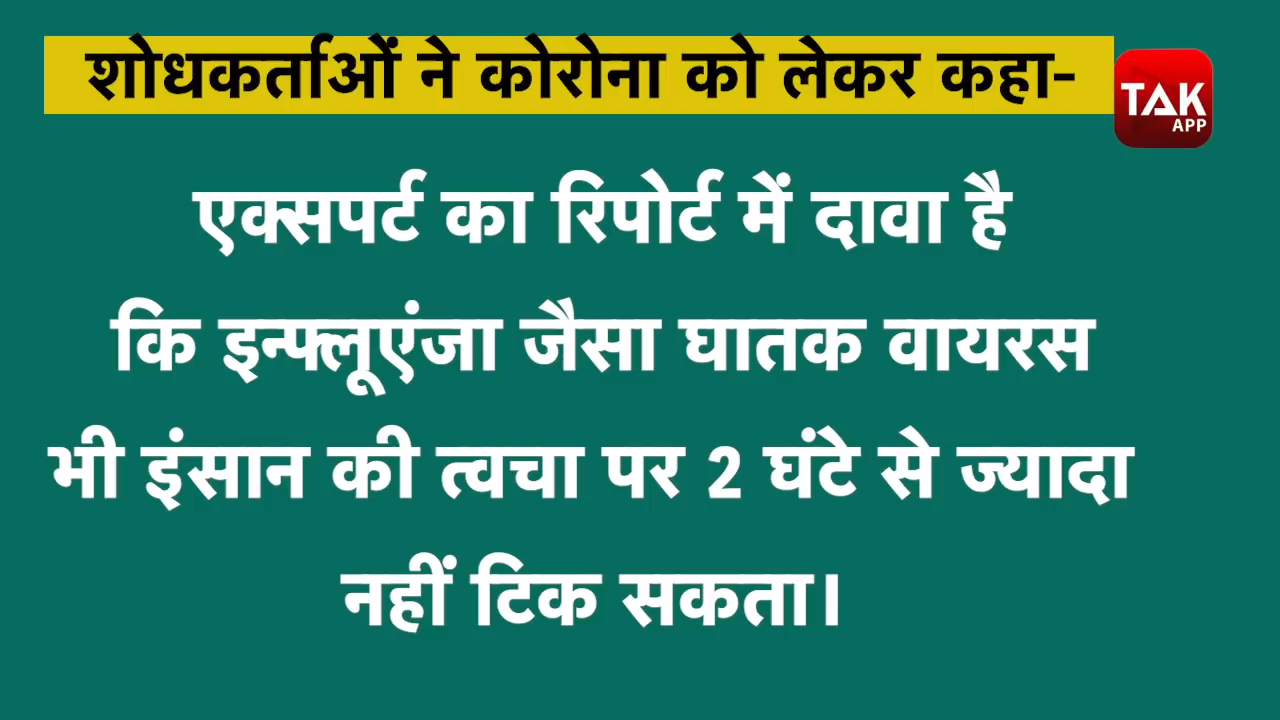 शोधकर्ताओं ने कोरोना को लेकर कहा-
TAK
APP
एक्सपर्ट का रिपोर्ट में दावा है
कि इन्फ्लूएंजा जैसा घातक वायरस
भी इंसान की त्वचा पर 2 घंटे से ज्यादा
नहीं टिक सकता।